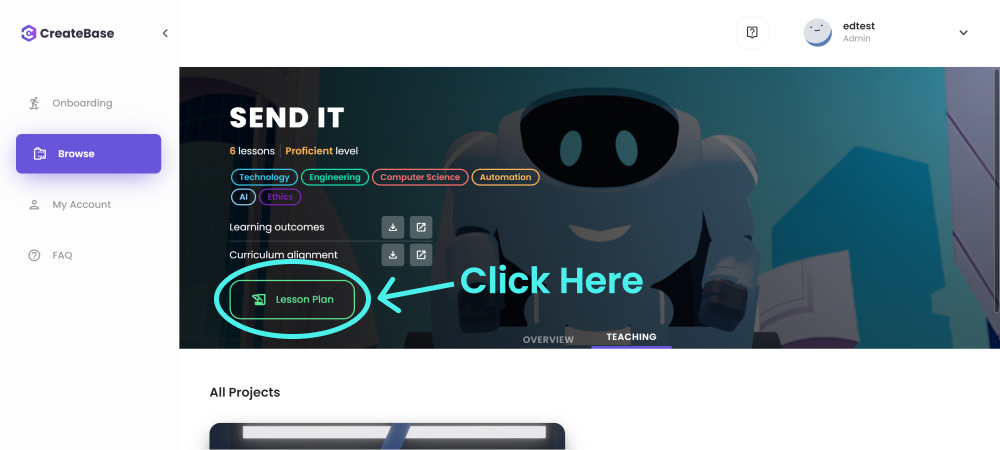 CreateBase
edtest
Admin
Onboarding
Browse
My Account
FAQ
SEND IT
6 lessons | Proficient level
Technology Engineering Computer Science Automation
AI Ethics
Learning outcomes
Curriculum alignment
Lesson Plan
Click Here
OVERVIEW TEACHING
All Projects